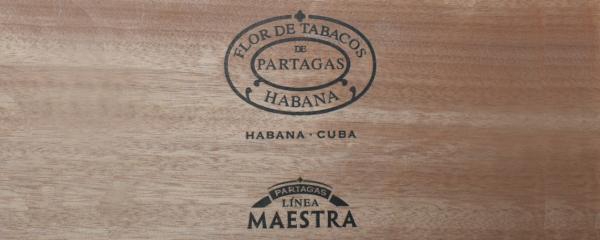 FLOR DE TABACOS
DE
PARTAGAS
HABANA
HABANA · CUBA
PARTAGAS
LÍNEA
MAESTRA